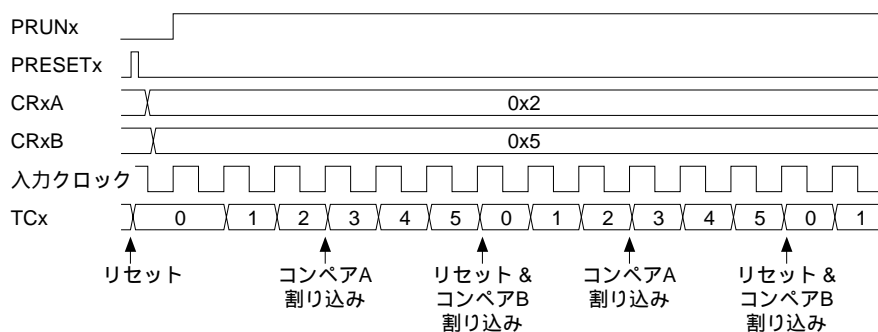 PRUNx
PRESETx
CRxA 0x2
CRxB 0x5
入力クロック
TCx 0 1 2 3 4 5 0 1 2 3 4 5 0 1
リセット コンペアA リセット & コンペアA リセット &
割り込み コンペアB 割り込み コンペアB
割り込み 割り込み